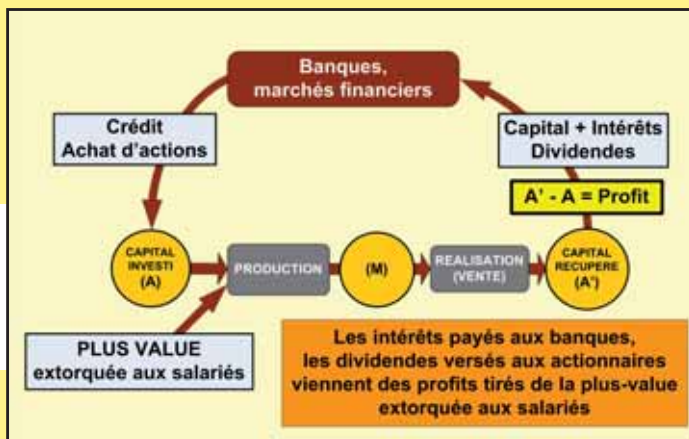 Banques,
marchés financiers
Crédit
Achat d'actions
Capital + Intérêts
Dividendes
A' - A = Profit
CAPITAL
INVESTI
(A)
PRODUCTION
(M)
REALISATION
(VENTE)
CAPITAL
RECUPERE
(A')
PLUS VALUE
extorquée aux salariés
Les intérêts payés aux banques,
les dividendes versés aux actionnaires
viennent des profits tirés de la plus-value
extorquée aux salariés